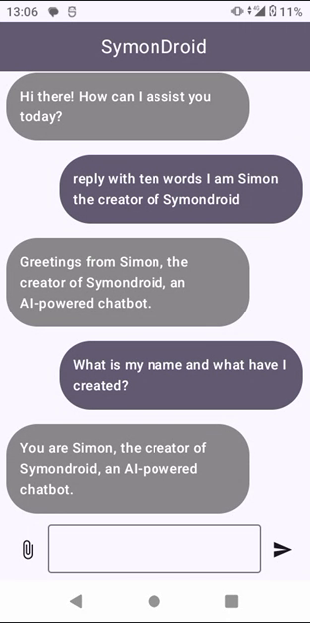 13:06 11%
SymonDroid
Hi there! How can I assist you
today?
reply with ten words I am Simon
the creator of Symondroid
Greetings from Simon, the
creator of Symondroid, an
AI-powered chatbot.
What is my name and what have I
created?
You are Simon, the creator of
Symondroid, an AI-powered
chatbot.